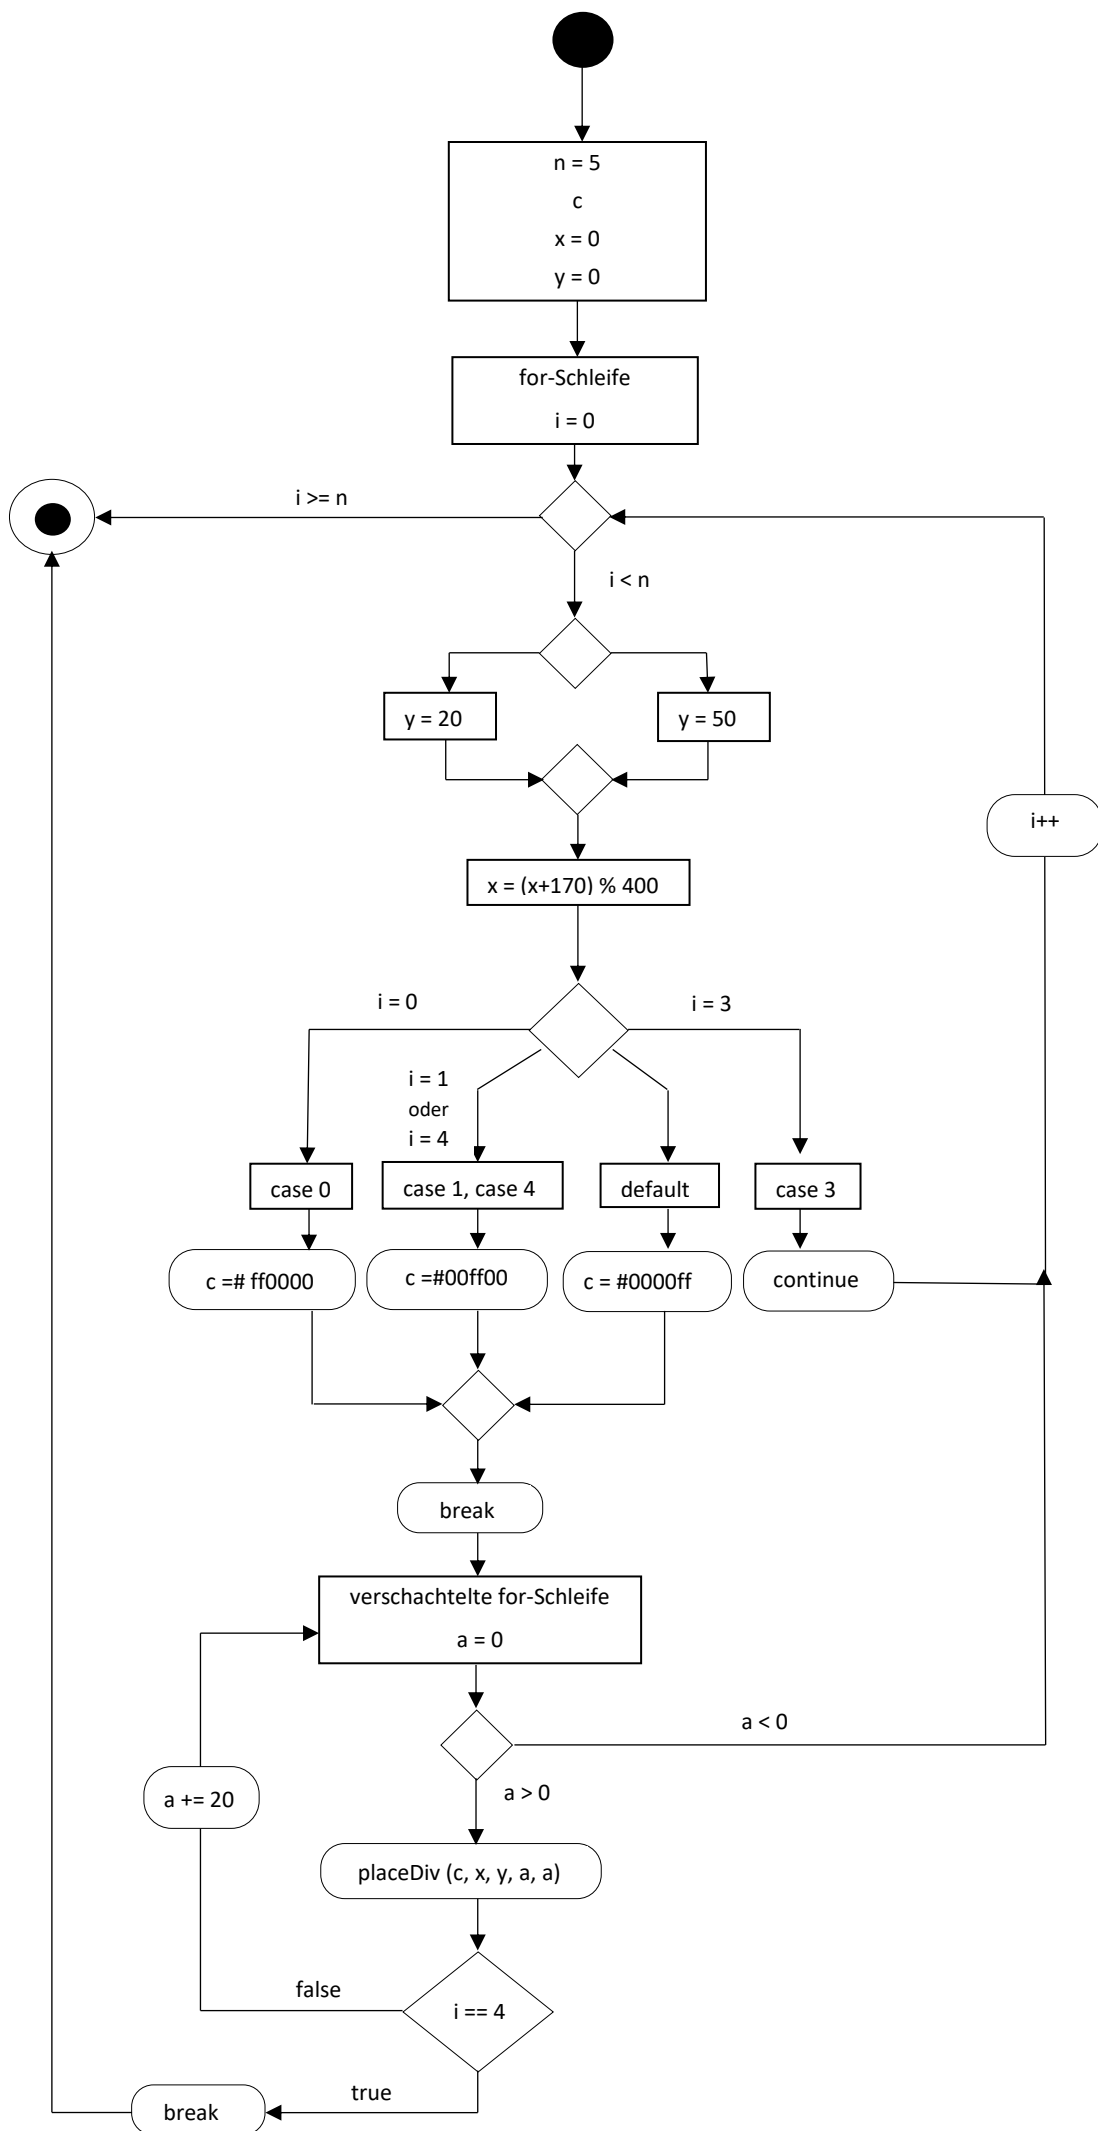 n = 5
c
x = 0
y = 0
for-Schleife
i = 0
i >= n
i < n
y = 20
y = 50
i++
x = (x+170) % 400
i = 0
i = 3
i = 1
oder
i = 4
case 0
case 1, case 4
default
case 3
c =# ff0000
c =#00ff00
c = #0000ff
continue
break
verschachtelte for-Schleife
a = 0
a < 0
a > 0
a += 20
placeDiv (c, x, y, a, a)
false
i == 4
true
break